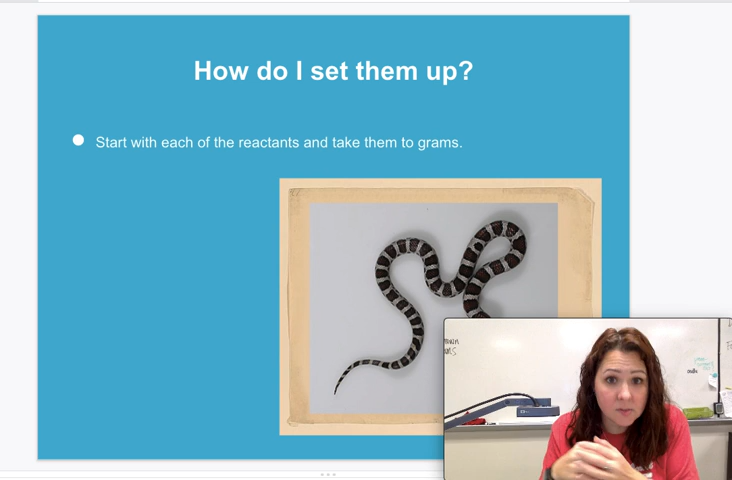 How do I set them up?
Start with each of the reactants and take them to grams.